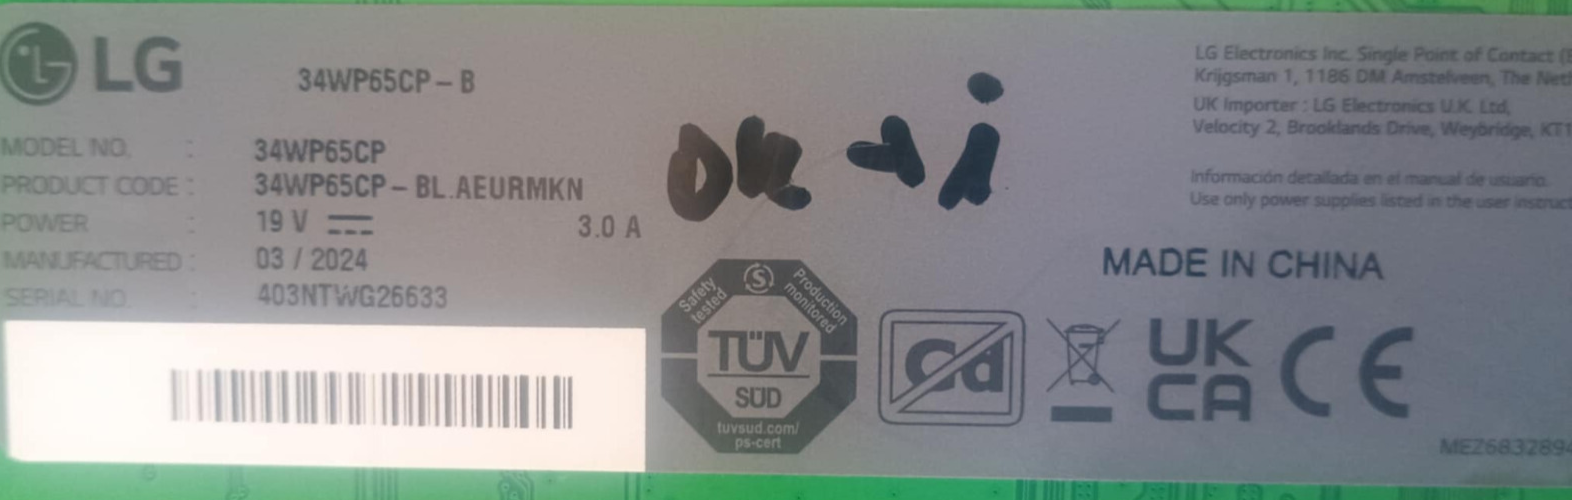 LG
34WP65CP – B
MODEL NO. : 34WP65CP
PRODUCT CODE : 34WP65CP – BL.AEURMKN
POWER : 19 V 3.0 A
MANUFACTURED : 03 / 2024
SERIAL NO. : 403NTWG26633
Safety tested
Production monitored
TÜV
SÜD
tuvsud.com/
ps-cert
Cd
LG Electronics Inc. Single Point of Contact
Krijgsman 1, 1186 DM Amstelveen, The
UK Importer : LG Electronics U.K. Ltd,
Velocity 2, Brooklands Drive, Weybridge,
Información detallada en el manual de usuario.
Use only power supplies listed in the user
MADE IN CHINA
UK
CA
CE